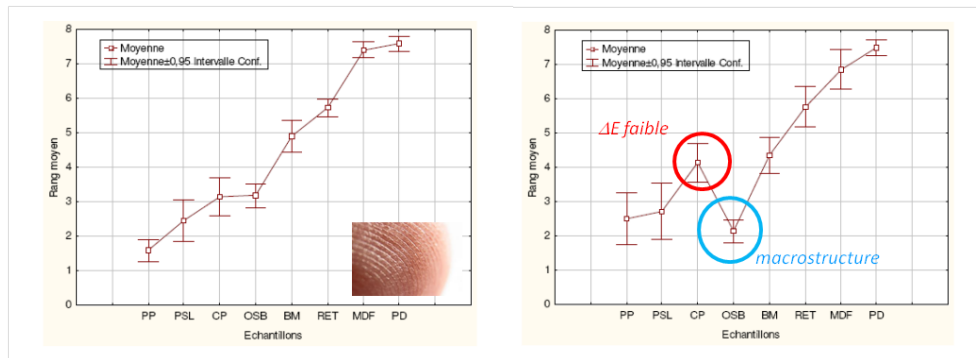 8
7
6
5
4
3
2
1
0
Rang moyen
Moyenne
Moyenne±0,95 Intervalle Conf.
PP PSL CP OSB BM RET MDF PD
Echantillons
8
7
6
5
4
3
2
1
0
Rang moyen
Moyenne
Moyenne±0,95 Intervalle Conf.
ΔE faible
macrostructure
PP PSL CP OSB BM RET MDF PD
Echantillons